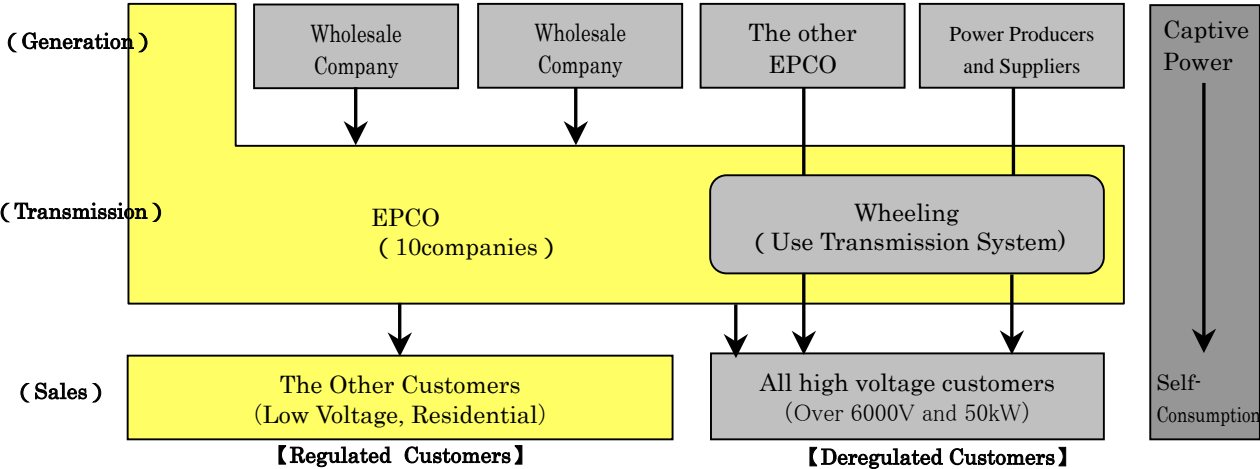 (Generation)
Wholesale
Company
Wholesale
Company
The other
EPCO
Power Producers
and Suppliers
Captive
Power
(Transmission)
EPCO
(10companies)
Wheeling
(Use Transmission System)
(Sales)
The Other Customers
(Low Voltage, Residential)
All high voltage customers
(Over 6000V and 50kW)
Self-
Consumption
【Regulated Customers】
【Deregulated Customers】